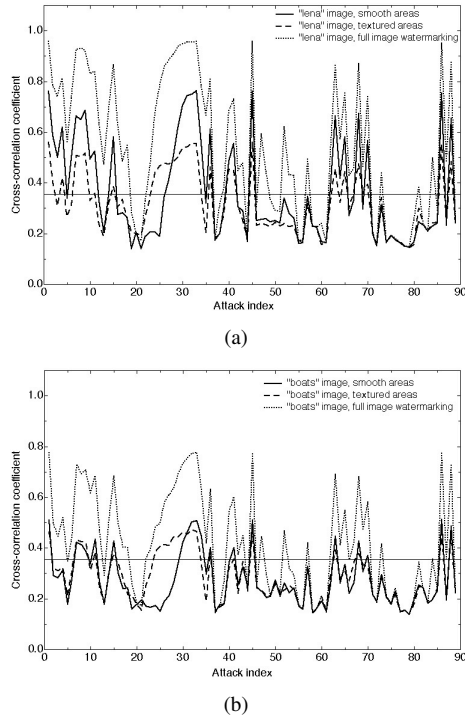 1.0
0.8
0.6
0.4
0.2
0.0
Cross-correlation coefficient
"lena" image, smooth areas
"lena" image, textured areas
"lena" image, full image watermarking
0 10 20 30 40 50 60 70 80 90
Attack index
(a)
1.0
0.8
0.6
0.4
0.2
0.0
Cross-correlation coefficient
"boats" image, smooth areas
"boats" image, textured areas
"boats" image, full image watermarking
0 10 20 30 40 50 60 70 80 90
Attack index
(b)